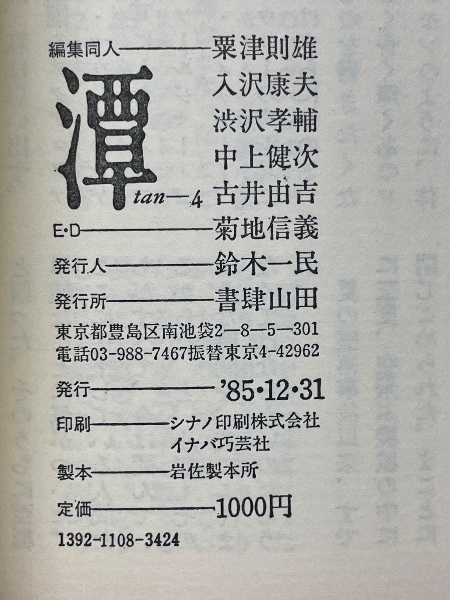 編集同人―粟津則雄
入沢康夫
渋沢孝輔
中上健次
古井由吉
潭
tan—4
E・D―菊地信義
発行人―鈴木一民
発行所―書肆山田
東京都豊島区南池袋2—8—5—301
電話03-988-7467振替東京4-42962
発行―'85・12・31
印刷―シナノ印刷株式会社
イナバ巧芸社
製本―岩佐製本所
定価―1000円
1392-1108-3424